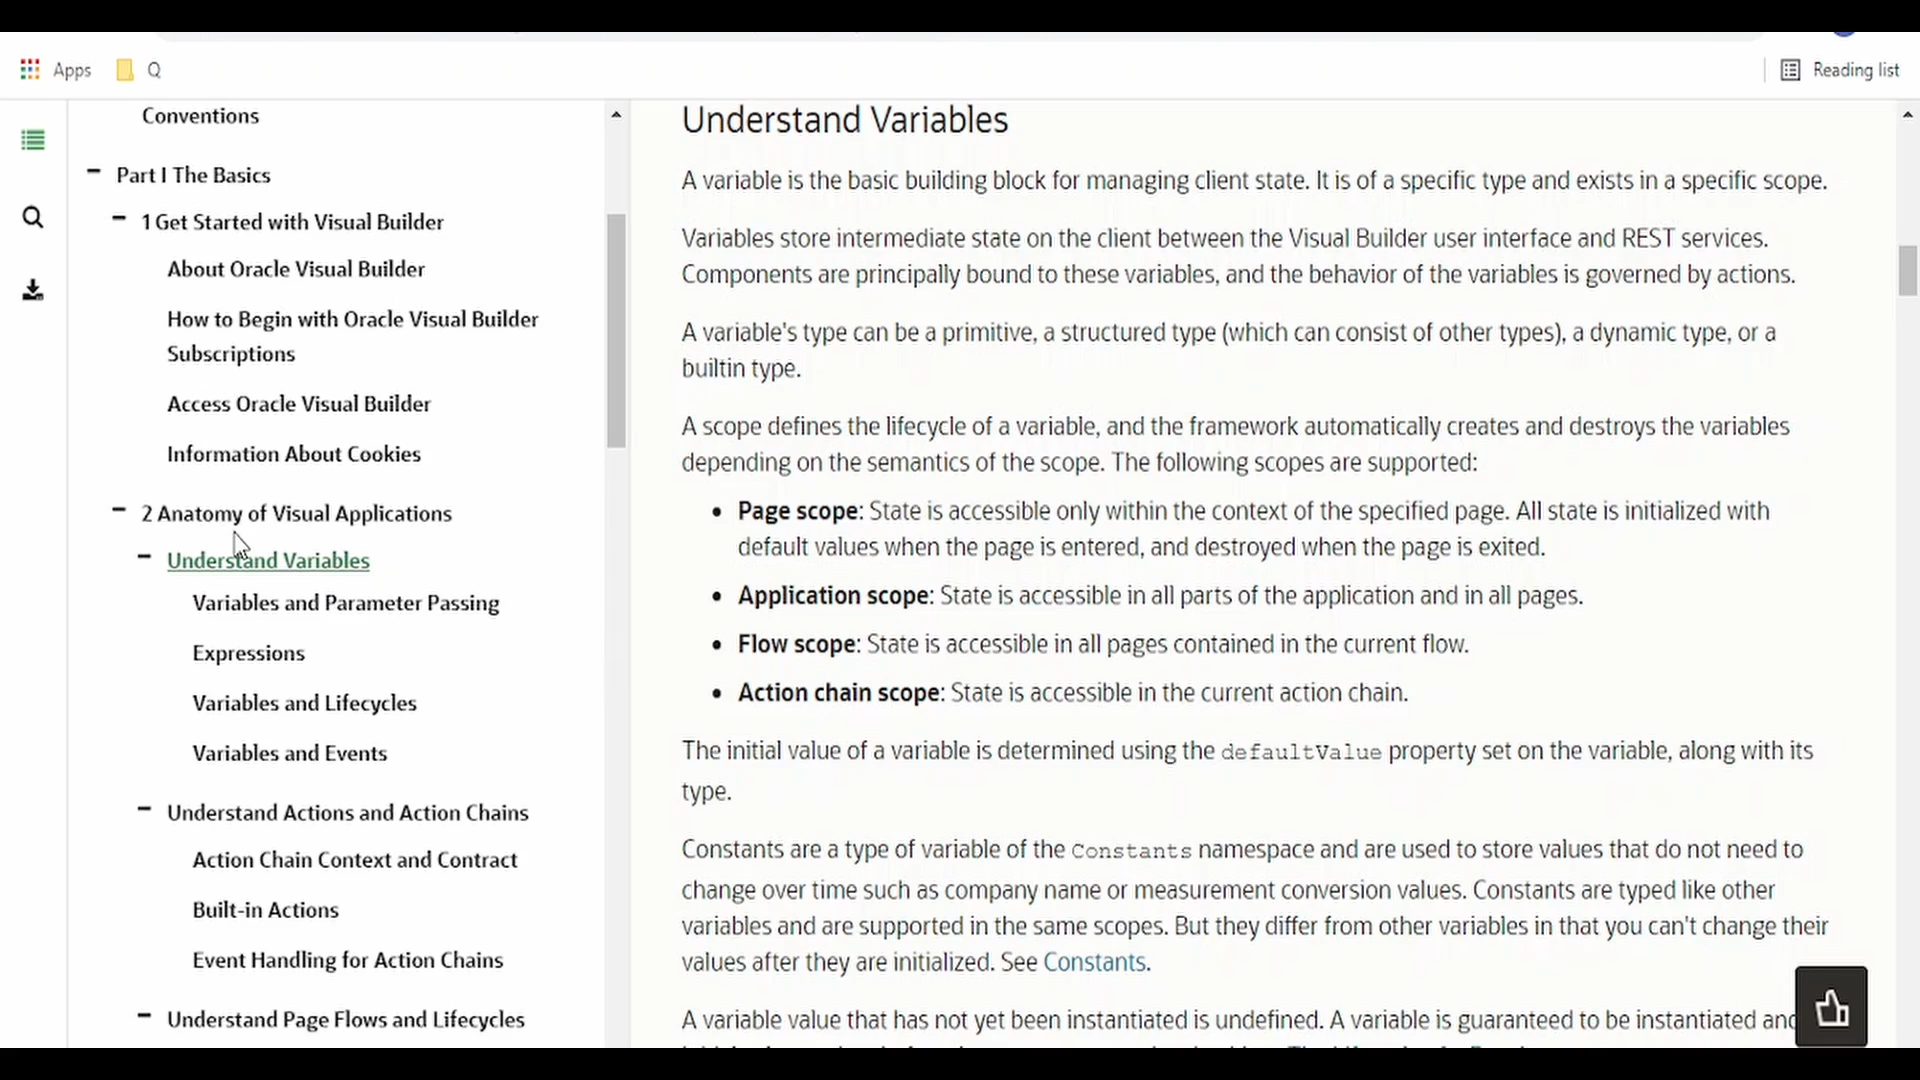 Apps
Q
Reading list
Conventions
Part I The Basics
1 Get Started with Visual Builder
About Oracle Visual Builder
How to Begin with Oracle Visual Builder
Subscriptions
Access Oracle Visual Builder
Information About Cookies
2 Anatomy of Visual Applications
Understand Variables
Variables and Parameter Passing
Expressions
Variables and Lifecycles
Variables and Events
Understand Actions and Action Chains
Action Chain Context and Contract
Built-in Actions
Event Handling for Action Chains
Understand Page Flows and Lifecycles
Understand Variables
A variable is the basic building block for managing client state. It is of a specific type and exists in a specific scope.
Variables store intermediate state on the client between the Visual Builder user interface and REST services.
Components are principally bound to these variables, and the behavior of the variables is governed by actions.
A variable's type can be a primitive, a structured type (which can consist of other types), a dynamic type, or a
builtin type.
A scope defines the lifecycle of a variable, and the framework automatically creates and destroys the variables
depending on the semantics of the scope. The following scopes are supported:
• Page scope: State is accessible only within the context of the specified page. All state is initialized with
default values when the page is entered, and destroyed when the page is exited.
• Application scope: State is accessible in all parts of the application and in all pages.
• Flow scope: State is accessible in all pages contained in the current flow.
• Action chain scope: State is accessible in the current action chain.
The initial value of a variable is determined using the defaultValue property set on the variable, along with its
type.
Constants are a type of variable of the Constants namespace and are used to store values that do not need to
change over time such as company name or measurement conversion values. Constants are typed like other
variables and are supported in the same scopes. But they differ from other variables in that you can't change their
values after they are initialized. See Constants.
A variable value that has not yet been instantiated is undefined. A variable is guaranteed to be instantiated and